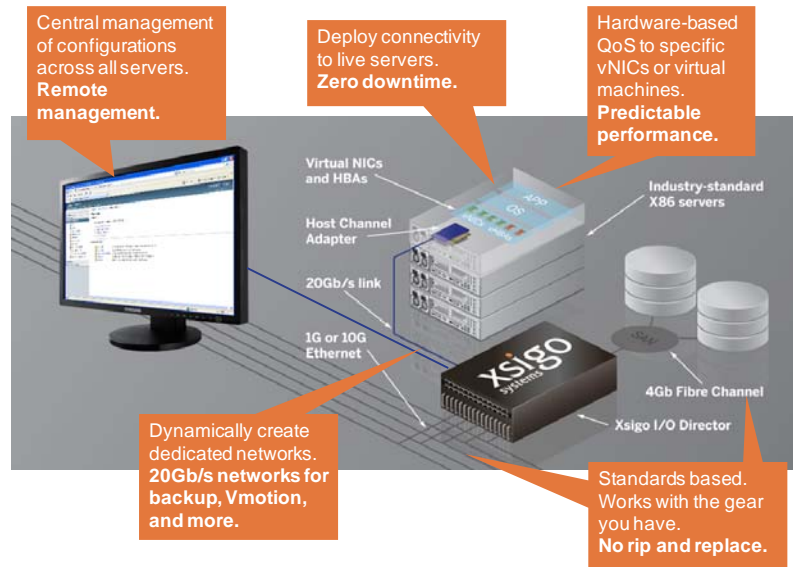 Central management
of configurations
across all servers.
Remote
management.
Deploy connectivity
to live servers.
Zero downtime.
Hardware-based
QoS to specific
vNICs or virtual
machines.
Predictable
performance.
Virtual NICs
and HBAs
Host Channel
Adapter
20Gb/s link
1G or 10G
Ethernet
APP
OS
Industry-standard
X86 servers
SAN
4Gb Fibre Channel
xsigo
systems
Xsigo I/O Director
Dynamically create
dedicated networks.
20Gb/s networks for
backup, Vmotion,
and more.
Standards based.
Works with the gear
you have.
No rip and replace.